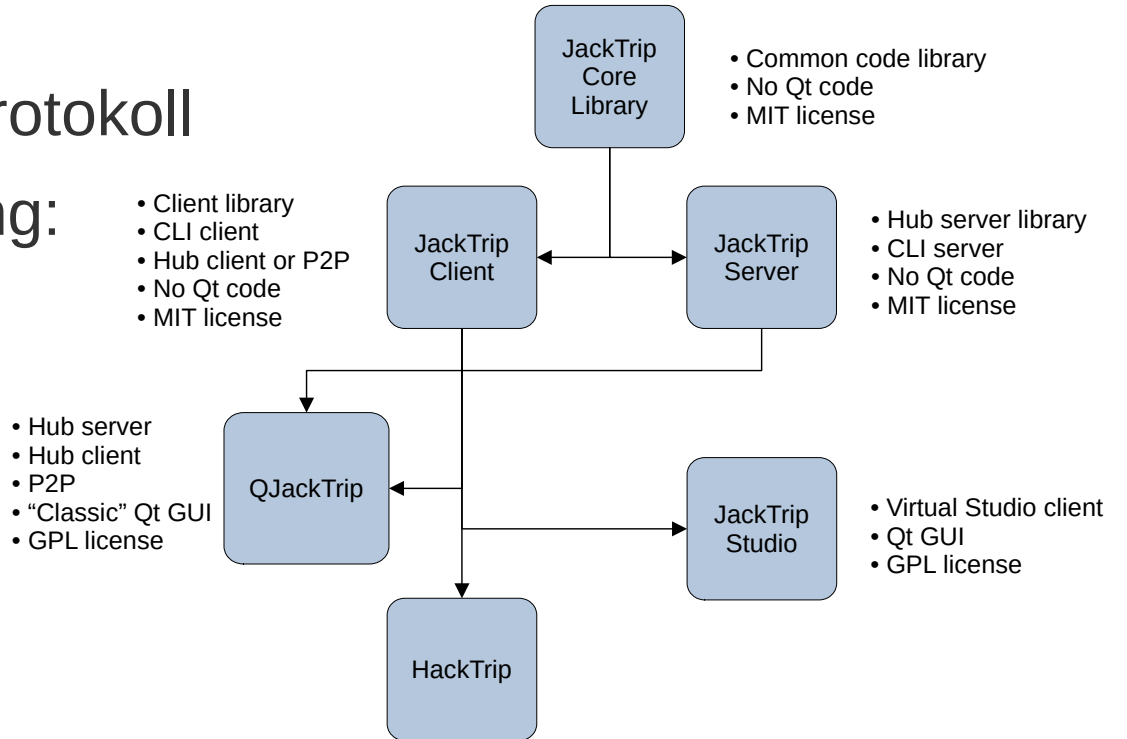 JackTrip
Core
Library
• Common code library
• No Qt code
• MIT license
rotokoll
ng:
• Client library
• CLI client
• Hub client or P2P
• No Qt code
• MIT license
JackTrip
Client
JackTrip
Server
• Hub server library
• CLI server
• No Qt code
• MIT license
• Hub server
• Hub client
• P2P
• “Classic” Qt GUI
• GPL license
QJackTrip
JackTrip
Studio
• Virtual Studio client
• Qt GUI
• GPL license
HackTrip